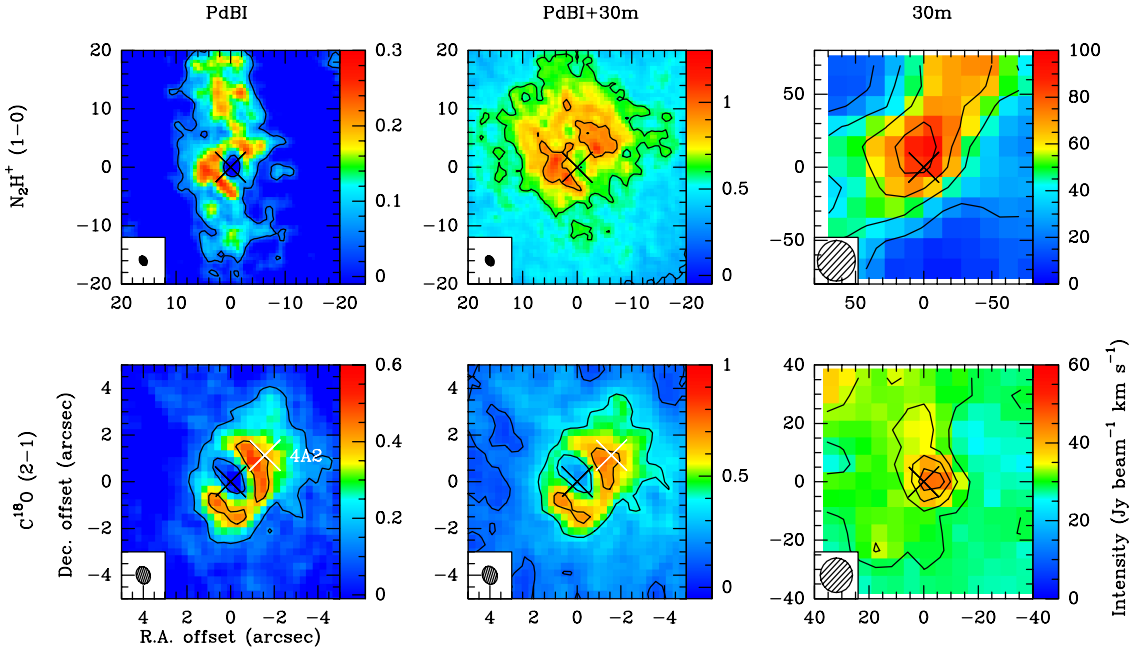 PdBI PdBI+30m 30m
N₂H⁺ (1−0)
20 10 0 −10 −20
20 10 0 −10 −20
0.3 0.2 0.1 0
20 10 0 −10 −20
20 10 0 −10 −20
1 0.5 0
50 0 −50
50 0 −50
100 80 60 40 20 0
C¹⁸O (2−1)
Dec. offset (arcsec)
4 2 0 −2 −4
4 2 0 −2 −4
R.A. offset (arcsec)
4A2
0.6 0.4 0.2 0
4 2 0 −2 −4
4 2 0 −2 −4
1 0.5 0
40 20 0 −20 −40
40 20 0 −20 −40
60 40 20 0
Intensity (Jy beam⁻¹ km s⁻¹)